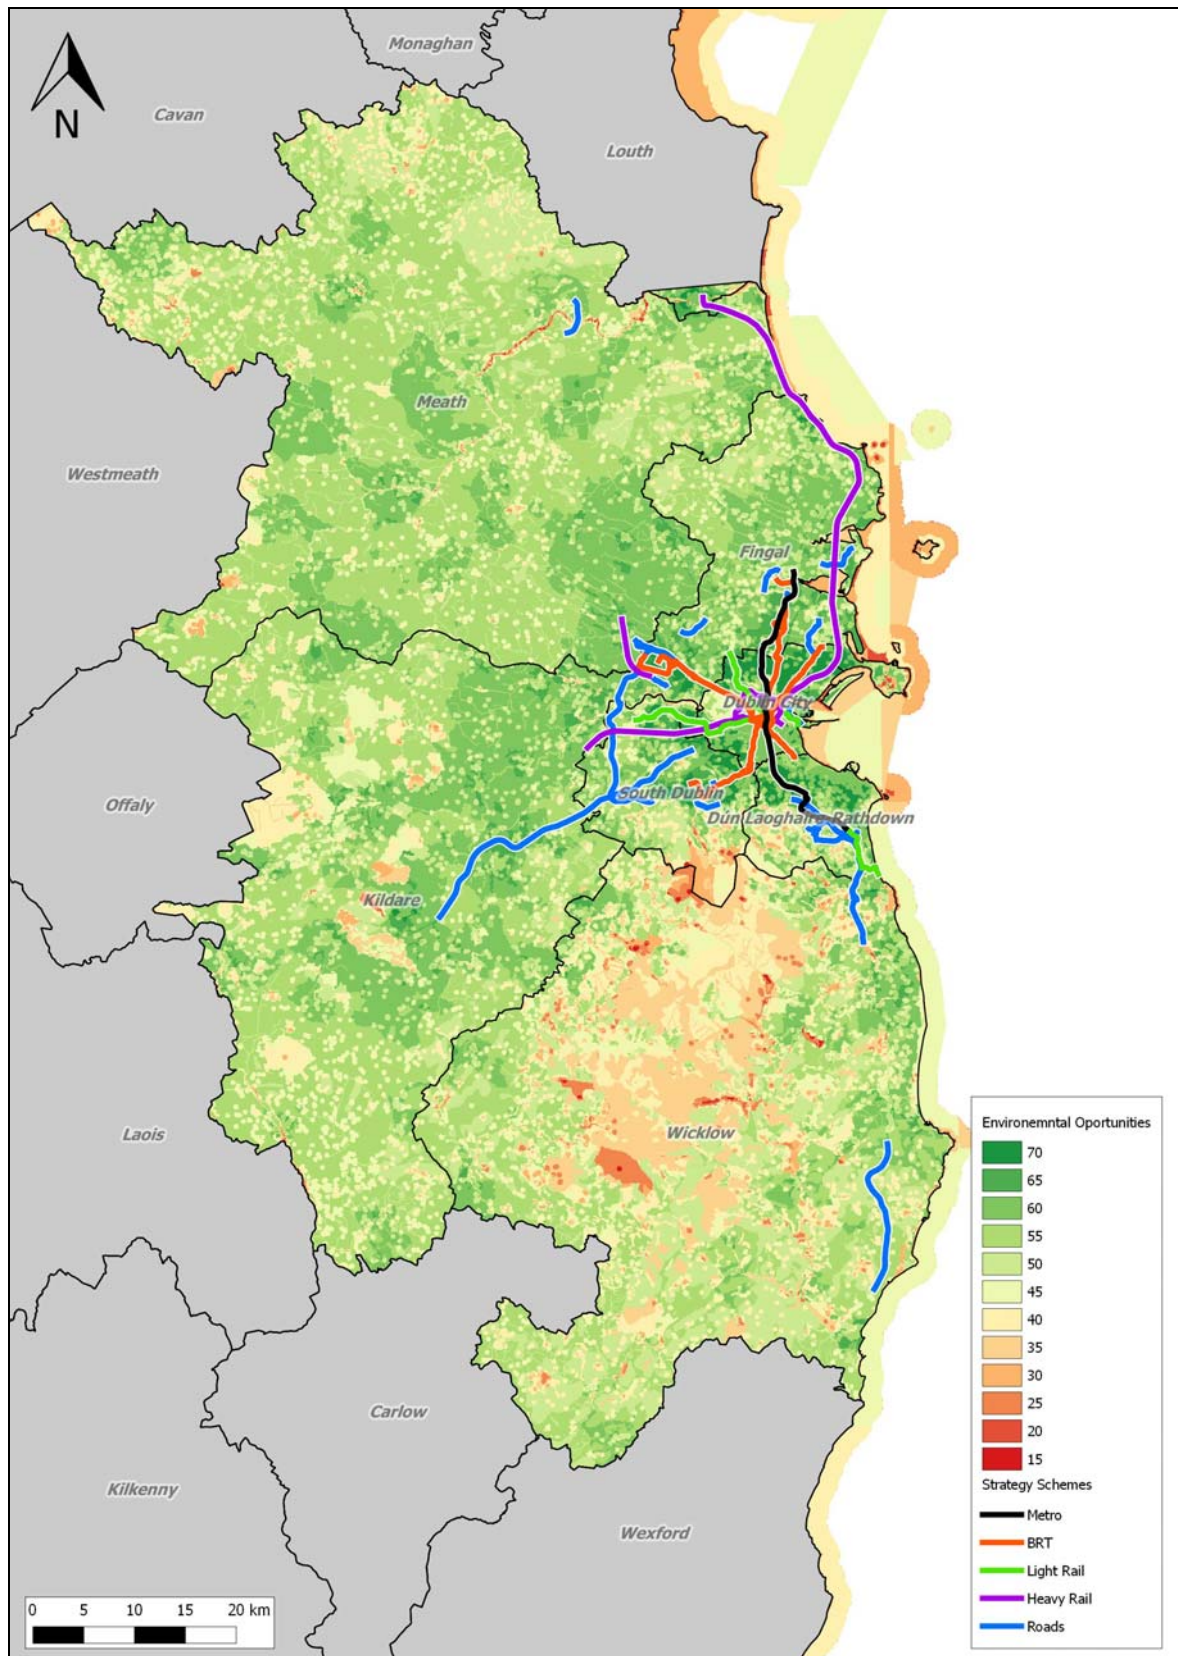 Monaghan
N
Cavan
Louth
Meath
Westmeath
Fingal
Dublin City
Offaly
South Dublin
Dún Laoghaire-Rathdown
Kildare
Laois
Wicklow
Carlow
Kilkenny
Wexford
0 5 10 15 20 km
Environemntal Oportunities
70
65
60
55
50
45
40
35
30
25
20
15
Strategy Schemes
Metro
BRT
Light Rail
Heavy Rail
Roads